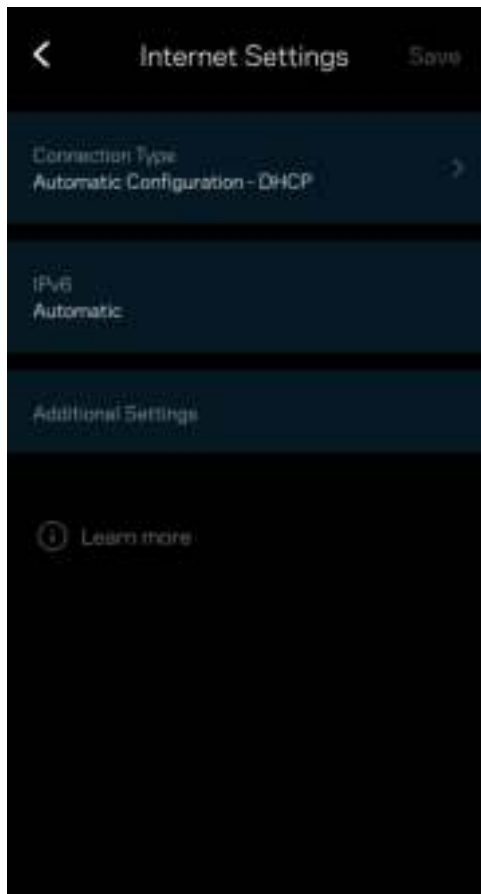 Internet Settings
Save
Connection Type
Automatic Configuration - DHCP
IPv6
Automatic
Additional Settings
Learn more